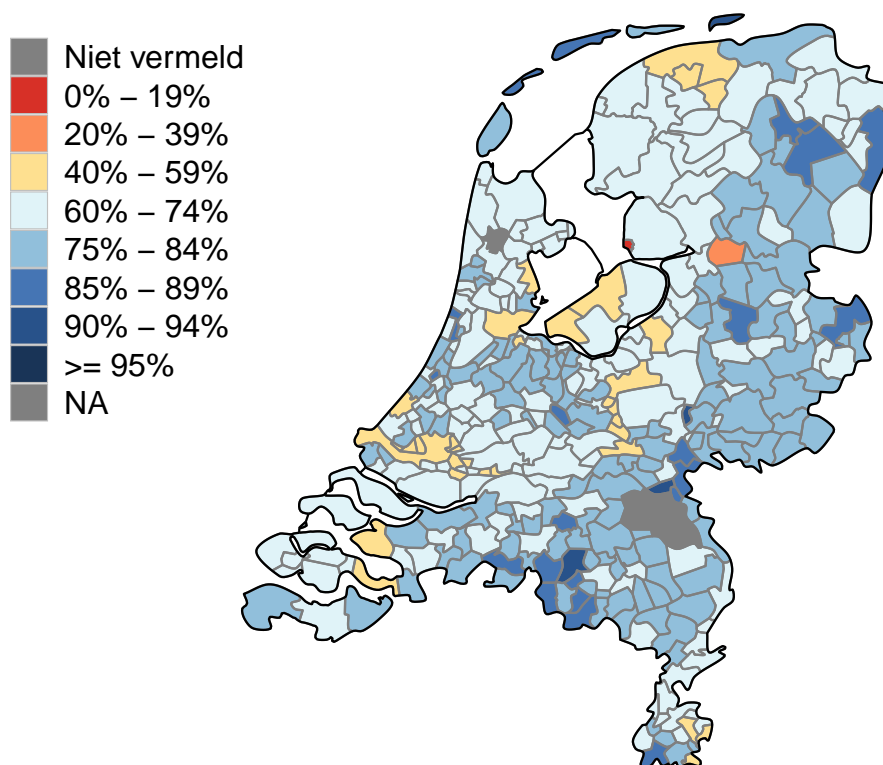 Niet vermeld
0% – 19%
20% – 39%
40% – 59%
60% – 74%
75% – 84%
85% – 89%
90% – 94%
>= 95%
NA